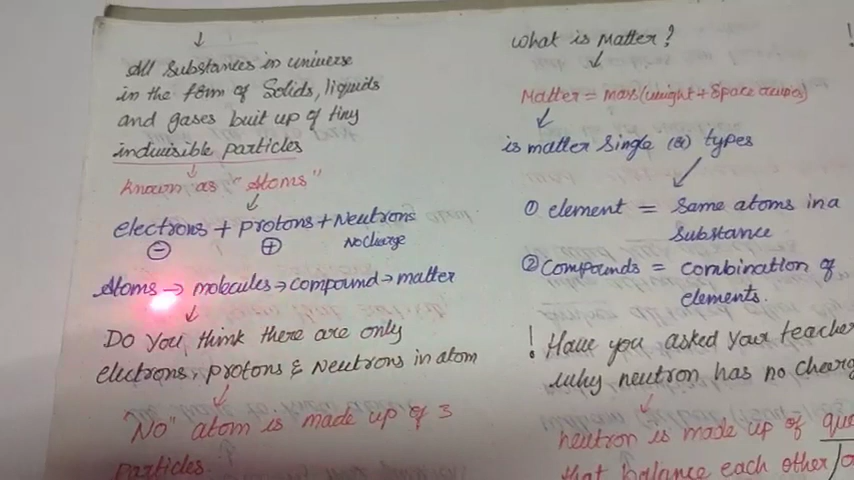 All Substances in universe
in the form of Solids, liquids
and gases buit up of tiny
indivisible particles
known as "Atoms"
electrons + protons + Neutrons
No charge
Atoms → molecules → compound → matter
Do you think there are only
electrons, protons & Neutrons in atom
"No" atom is made up of 3
particles.
what is Matter?
Matter = mass(weight + Space occupies)
is matter Single (or) types
① element = Same atoms in a
Substance
② Compounds = combination of
elements.
! Have you asked your teacher
why neutron has no charge
neutron is made up of
that balance each other